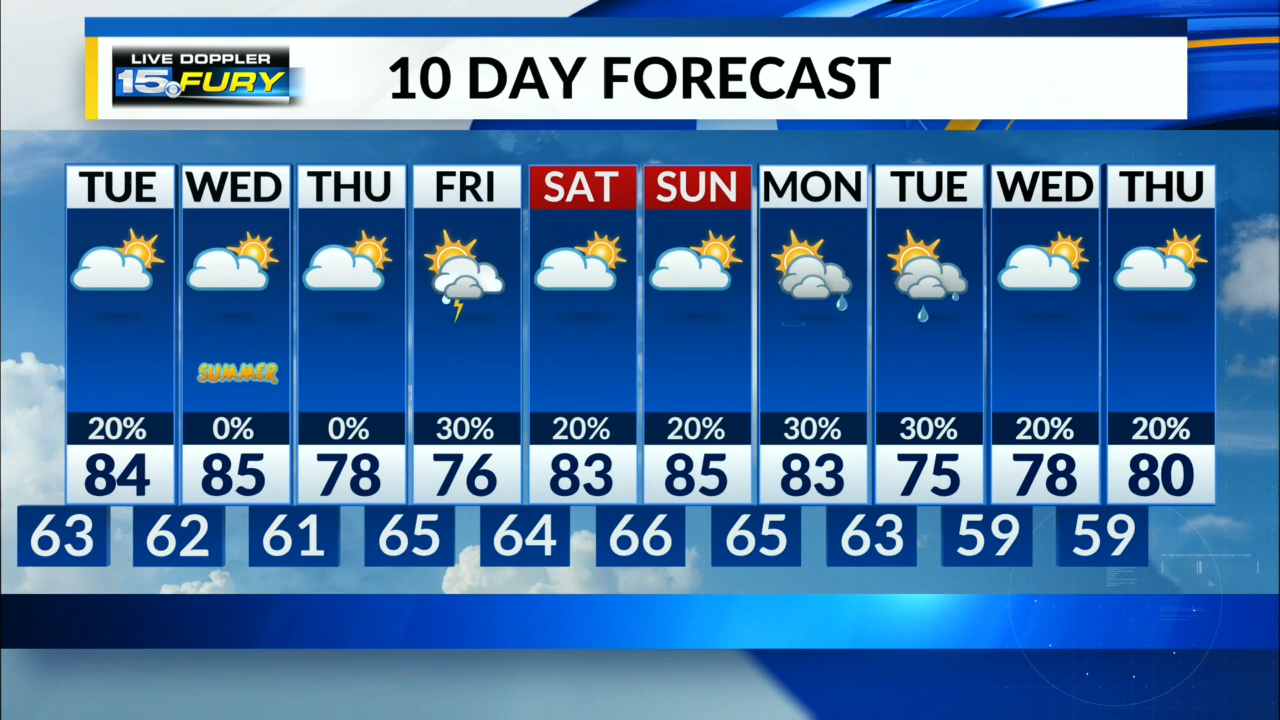 LIVE DOPPLER
15 FURY
10 DAY FORECAST
TUE WED THU FRI SAT SUN MON TUE WED THU
SUMMER
20% 0% 0% 30% 20% 20% 30% 30% 20% 20%
84 85 78 76 83 85 83 75 78 80
63 62 61 65 64 66 65 63 59 59